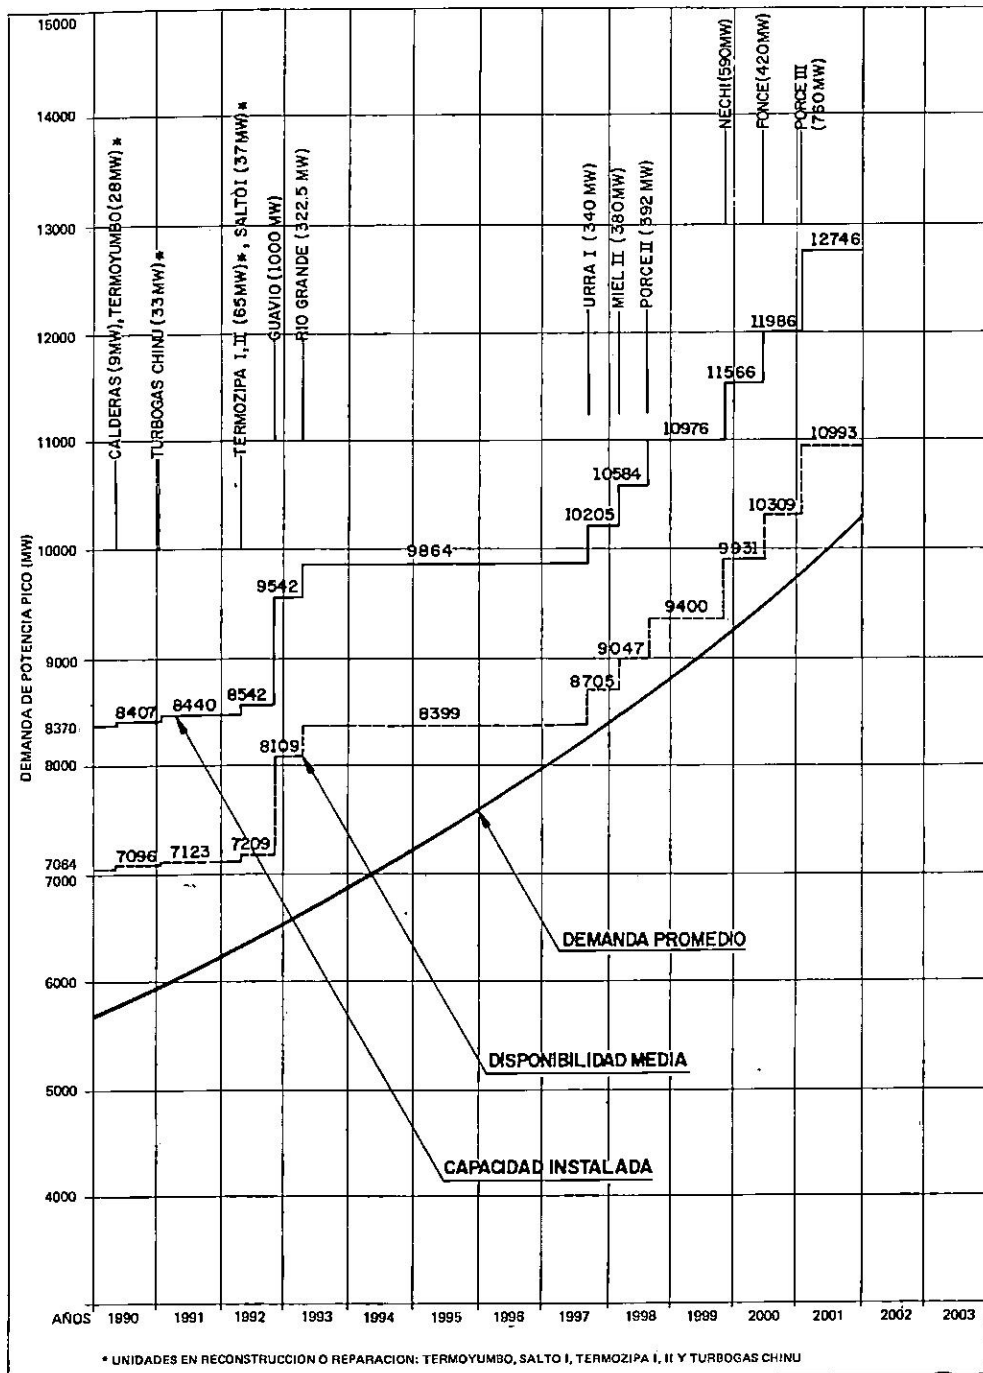 15000
14000
13000
12000
11000
10000
9000
8370
8000
7064
7000
6000
5000
4000
DEMANDA DE POTENCIA PICO (MW)
CALDERAS (9MW), TERMOYUMBO (28MW) *
TURBOGAS CHINU (33MW) *
TERMOZIPA I, II (65MW)*, SALTO I (37MW) *
GUAVIO (1000 MW)
RIO GRANDE (322.5 MW)
URRA I (340 MW)
MIEL II (380MW)
PORCE II (392 MW)
NECHI (590MW)
FONCE (420MW)
PORCE III
(760MW)
12746
11986
11566
10976
10993
10584
10309
10205
9931
9864
9542
9400
9047
8705
8542
8440
8407
8399
8109
7209
7123
7096
DEMANDA PROMEDIO
DISPONIBILIDAD MEDIA
CAPACIDAD INSTALADA
AÑOS 1990 1991 1992 1993 1994 1995 1996 1997 1998 1999 2000 2001 2002 2003
* UNIDADES EN RECONSTRUCCION O REPARACION: TERMOYUMBO, SALTO I, TERMOZIPA I, II Y TURBOGAS CHINU